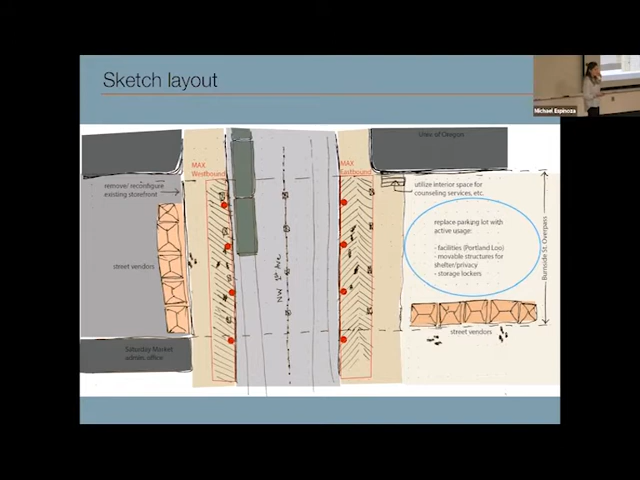 Sketch layout
Michael Espinoza
MAX
Westbound
MAX
Eastbound
Univ of Oregon
remove/ reconfigure
existing storefront
utilize interior space for
counseling services, etc.
replace parking lot with
active usage:
- facilities (Portland Loo)
- movable structures for
shelter/privacy
- storage lockers
Burnside St. Overpass
street vendors
NW 1st Ave
street vendors
Saturday Market
admin. office